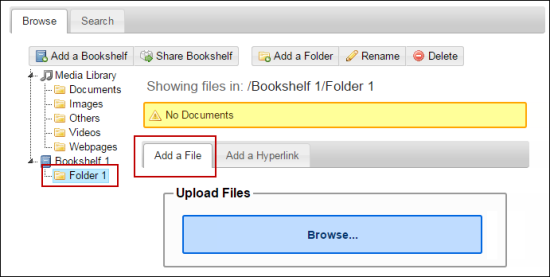 Browse Search
Add a Bookshelf Share Bookshelf Add a Folder Rename Delete
Media Library
Documents
Images
Others
Videos
Webpages
Bookshelf 1
Folder 1
Showing files in: /Bookshelf 1/Folder 1
No Documents
Add a File Add a Hyperlink
Upload Files
Browse...